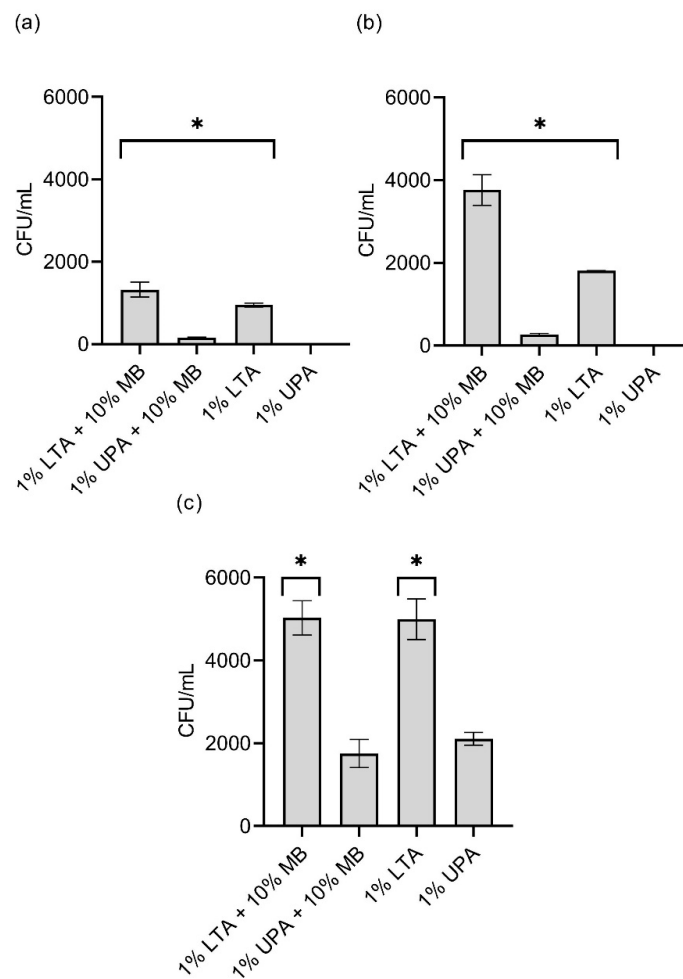 (a)
6000
4000
2000
0
CFU/mL
*
1% LTA + 10% MB
1% UPA + 10% MB
1% LTA
1% UPA
(b)
6000
4000
2000
0
CFU/mL
*
1% LTA + 10% MB
1% UPA + 10% MB
1% LTA
1% UPA
(c)
6000
4000
2000
0
CFU/mL
*
*
1% LTA + 10% MB
1% UPA + 10% MB
1% LTA
1% UPA